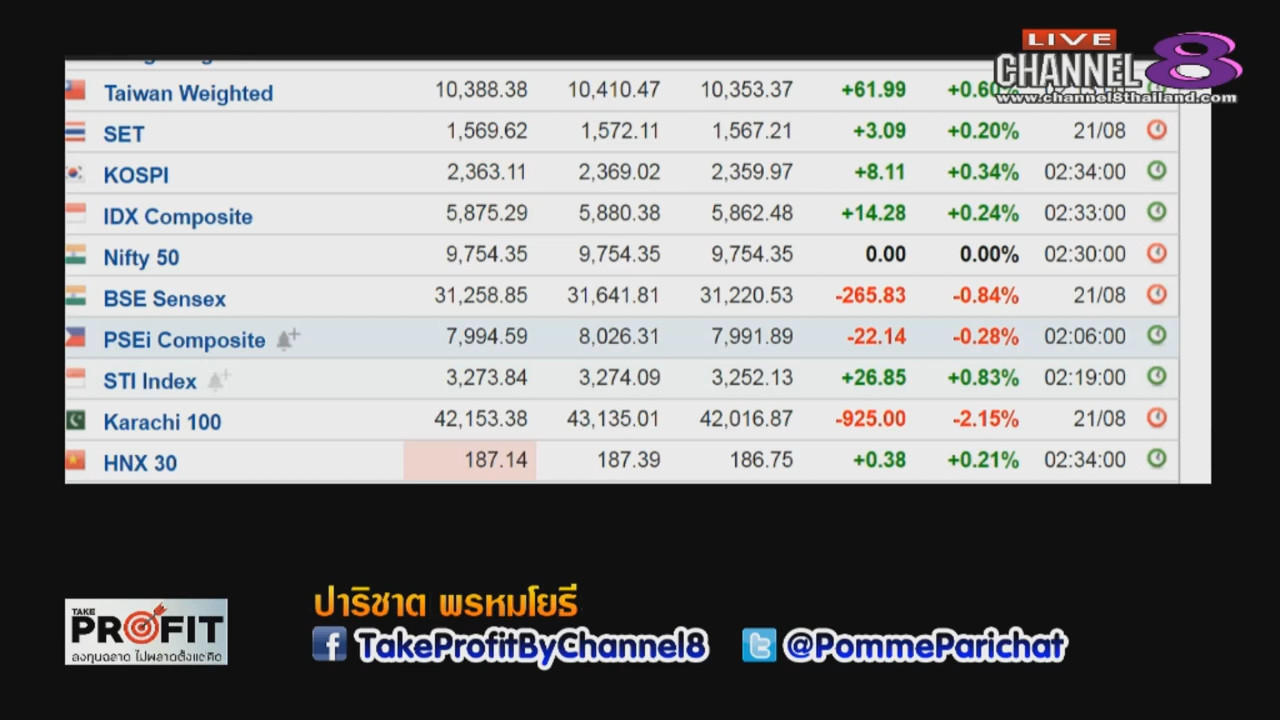 LIVE
CHANNEL 8
www.channel8thailand.com
Taiwan Weighted 10,388.38 10,410.47 10,353.37 +61.99 +0.60%
SET 1,569.62 1,572.11 1,567.21 +3.09 +0.20% 21/08
KOSPI 2,363.11 2,369.02 2,359.97 +8.11 +0.34% 02:34:00
IDX Composite 5,875.29 5,880.38 5,862.48 +14.28 +0.24% 02:33:00
Nifty 50 9,754.35 9,754.35 9,754.35 0.00 0.00% 02:30:00
BSE Sensex 31,258.85 31,641.81 31,220.53 -265.83 -0.84% 21/08
PSEi Composite 7,994.59 8,026.31 7,991.89 -22.14 -0.28% 02:06:00
STI Index 3,273.84 3,274.09 3,252.13 +26.85 +0.83% 02:19:00
Karachi 100 42,153.38 43,135.01 42,016.87 -925.00 -2.15% 21/08
HNX 30 187.14 187.39 186.75 +0.38 +0.21% 02:34:00
TAKE
PROFIT
ลงทุนฉลาด ไม่พลาดตั้งแต่คิด
ปาริชาต พรหมโยธี
TakeProfitByChannel8 @PommeParichat